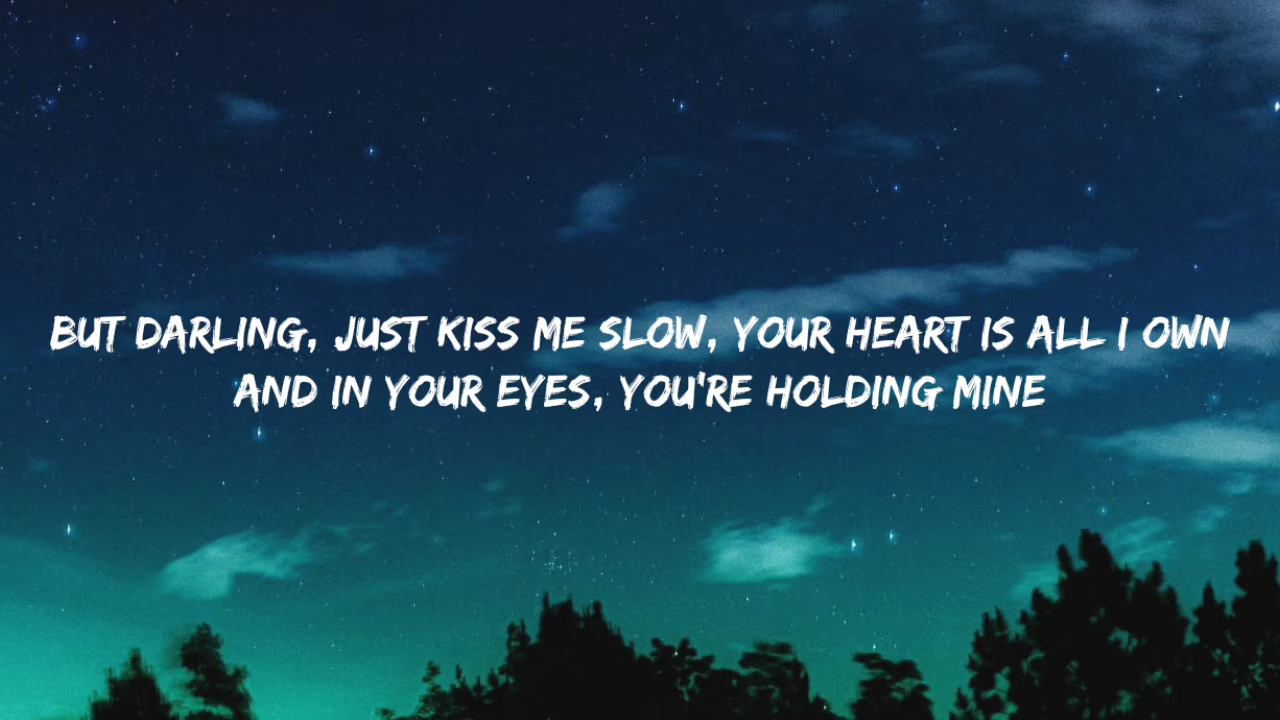 BUT DARLING, JUST KISS ME SLOW, YOUR HEART IS ALL I OWN
AND IN YOUR EYES, YOU'RE HOLDING MINE